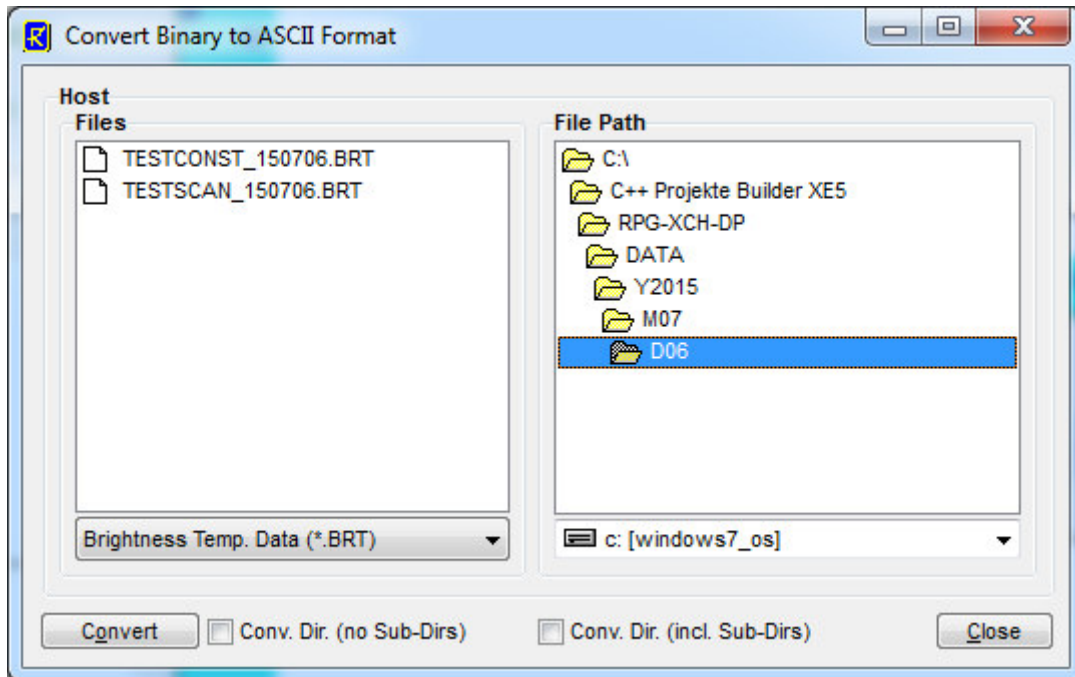 Convert Binary to ASCII Format
Host
Files
TESTCONST_150706.BRT
TESTSCAN_150706.BRT
Brightness Temp. Data (*.BRT)
File Path
C:\
C++ Projekte Builder XE5
RPG-XCH-DP
DATA
Y2015
M07
D06
c: [windows7_os]
Convert
Conv. Dir. (no Sub-Dirs)
Conv. Dir. (incl. Sub-Dirs)
Close